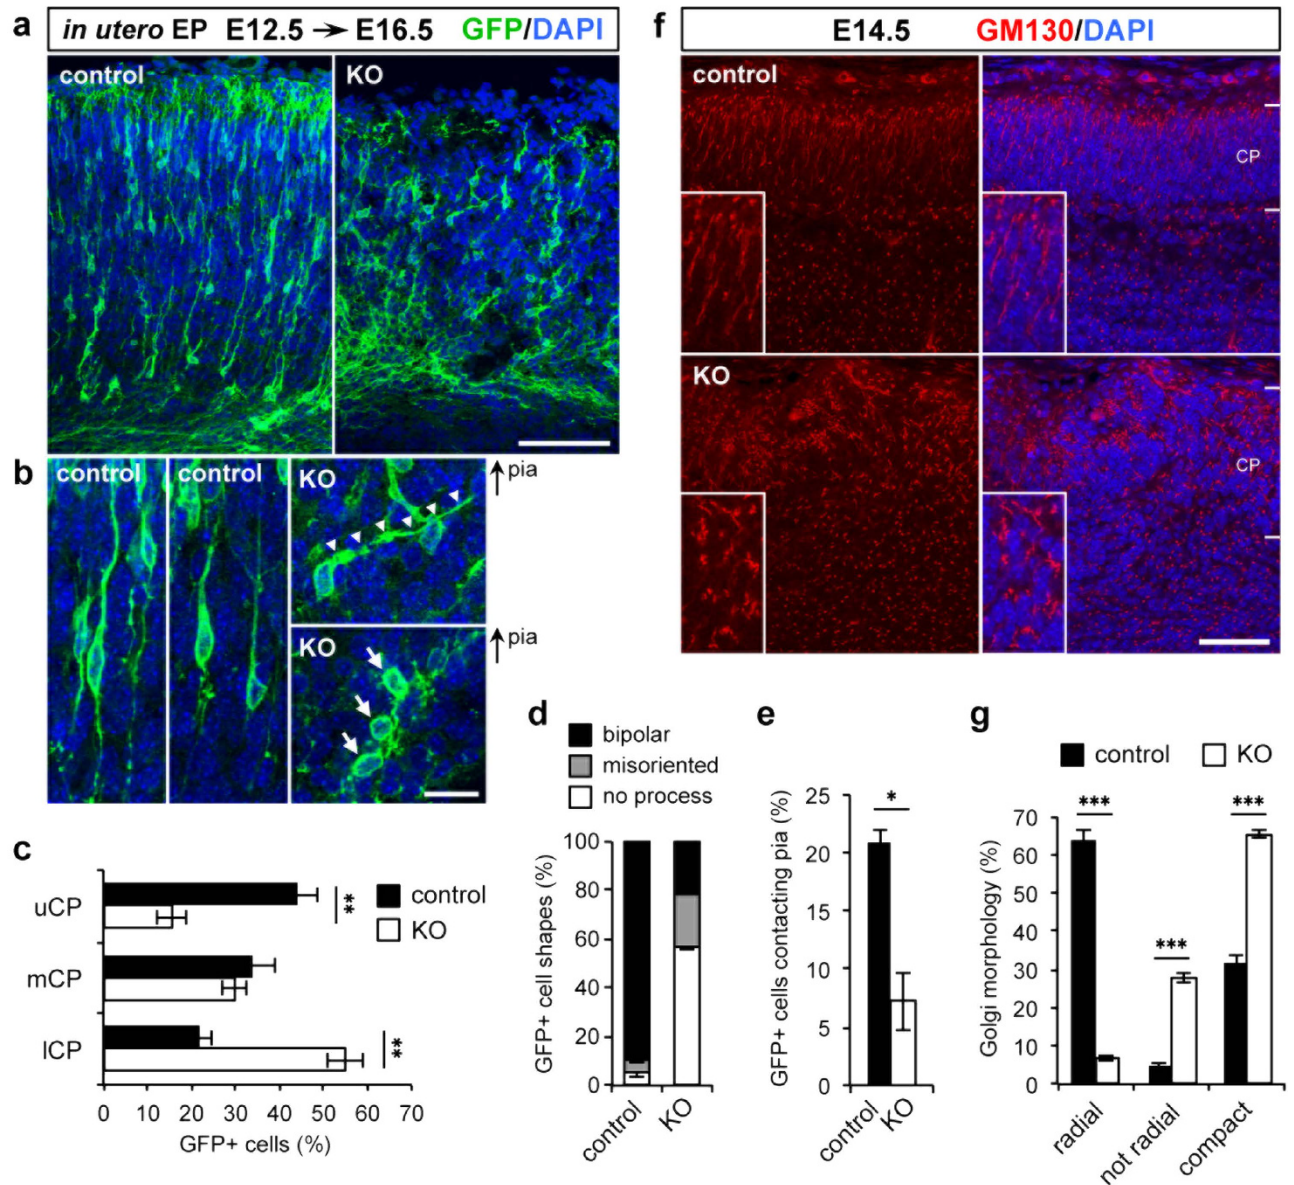 a
in utero EP E12.5 → E16.5 GFP/DAPI
control
KO
b
control
control
KO
pia
KO
pia
c
uCP
mCP
lCP
**
**
control
KO
0 10 20 30 40 50 60 70
GFP+ cells (%)
d
bipolar
misoriented
no process
GFP+ cell shapes (%)
100
80
60
40
20
0
control
KO
e
GFP+ cells contacting pia (%)
25
20
15
10
5
0
*
control
KO
f
E14.5 GM130/DAPI
control
CP
KO
CP
g
control KO
Golgi morphology (%)
70
60
50
40
30
20
10
0
***
***
***
radial
not radial
compact